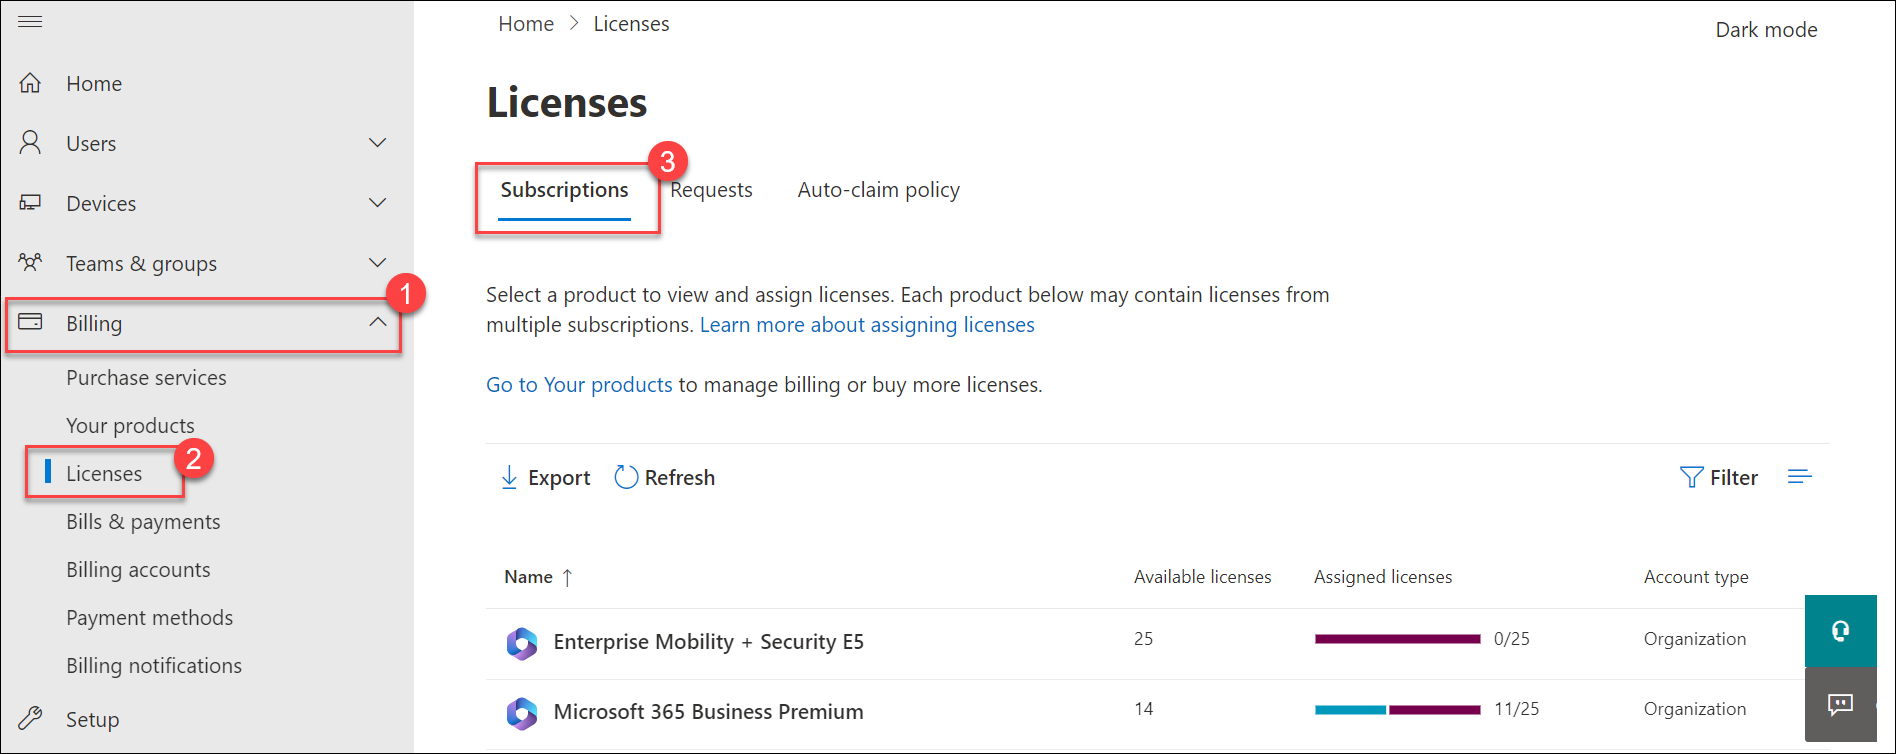 Home
Users
Devices
Teams & groups
1
Billing
Purchase services
Your products
2
Licenses
Bills & payments
Billing accounts
Payment methods
Billing notifications
Setup
Home > Licenses
Dark mode
Licenses
3
Subscriptions Requests Auto-claim policy
Select a product to view and assign licenses. Each product below may contain licenses from
multiple subscriptions. Learn more about assigning licenses
Go to Your products to manage billing or buy more licenses.
Export Refresh Filter
Name ↑ Available licenses Assigned licenses Account type
Enterprise Mobility + Security E5 25 0/25 Organization
Microsoft 365 Business Premium 14 11/25 Organization